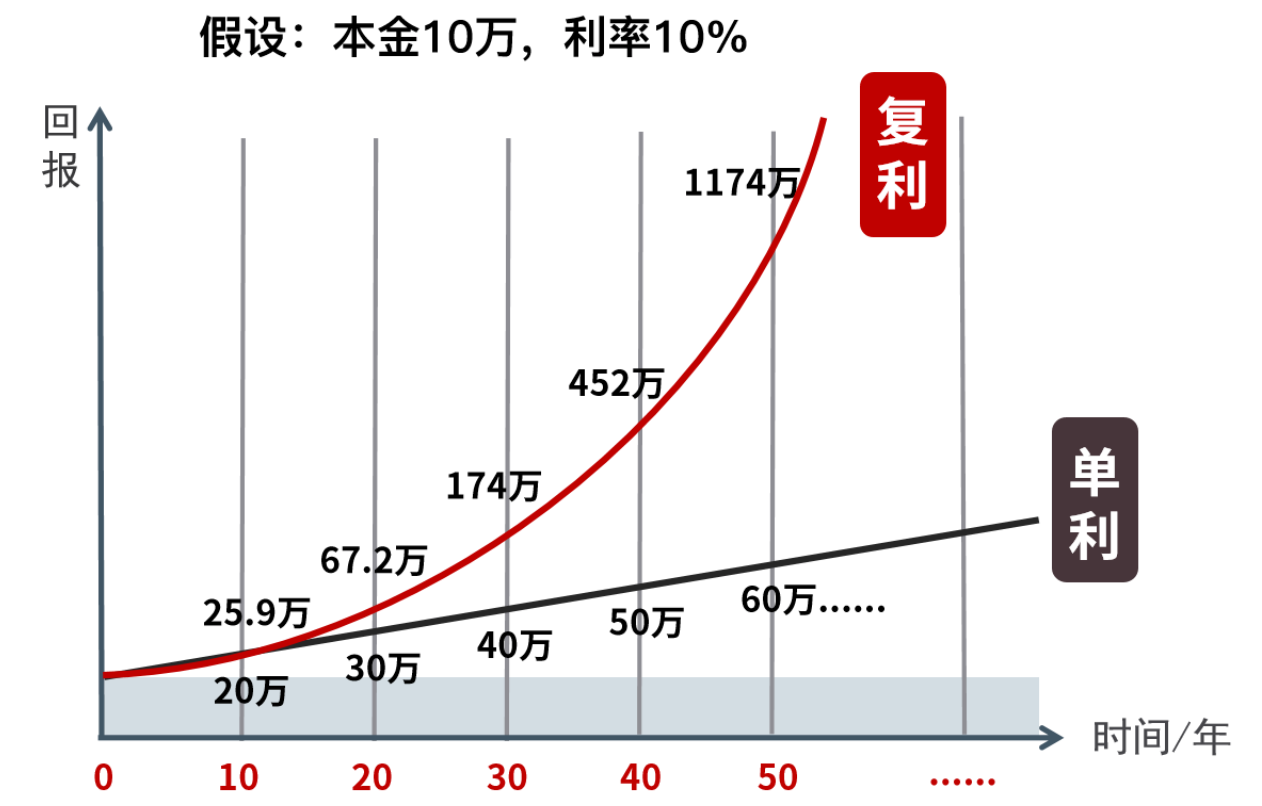 假设：本金10万，利率10%
回
报
复
利
1174万
452万
174万
67.2万
25.9万
单
利
60万......
50万
40万
30万
20万
时间/年
0 10 20 30 40 50 ......